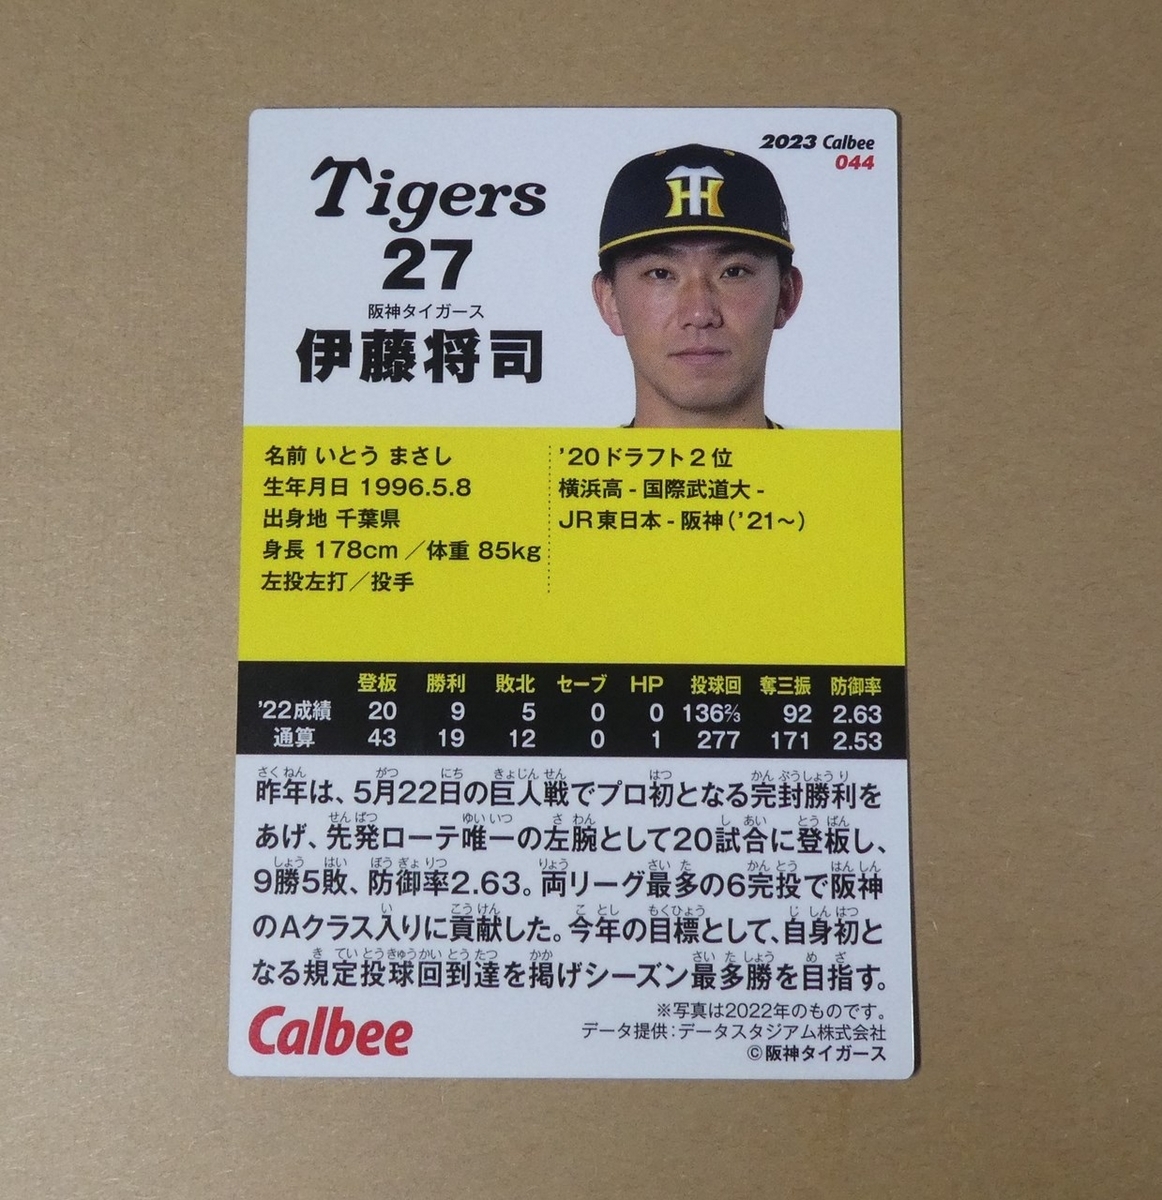 2023 Calbee
044
Tigers
27
阪神タイガース
伊藤将司
名前 いとう まさし
生年月日 1996.5.8
出身地 千葉県
身長 178cm ／体重 85kg
左投左打／投手
’20ドラフト2位
横浜高 - 国際武道大 -
JR東日本 - 阪神(’21〜)
登板 勝利 敗北 セーブ HP 投球回 奪三振 防御率
’22成績 20 9 5 0 0 136⅔ 92 2.63
通算 43 19 12 0 1 277 171 2.53
昨年は、5月22日の巨人戦でプロ初となる完封勝利を
あげ、先発ローテ唯一の左腕として20試合に登板し、
9勝5敗、防御率2.63。両リーグ最多の6完投で阪神
のAクラス入りに貢献した。今年の目標として、自身初と
なる規定投球回到達を掲げシーズン最多勝を目指す。
Calbee
※写真は2022年のものです。
データ提供：データスタジアム株式会社
©阪神タイガース